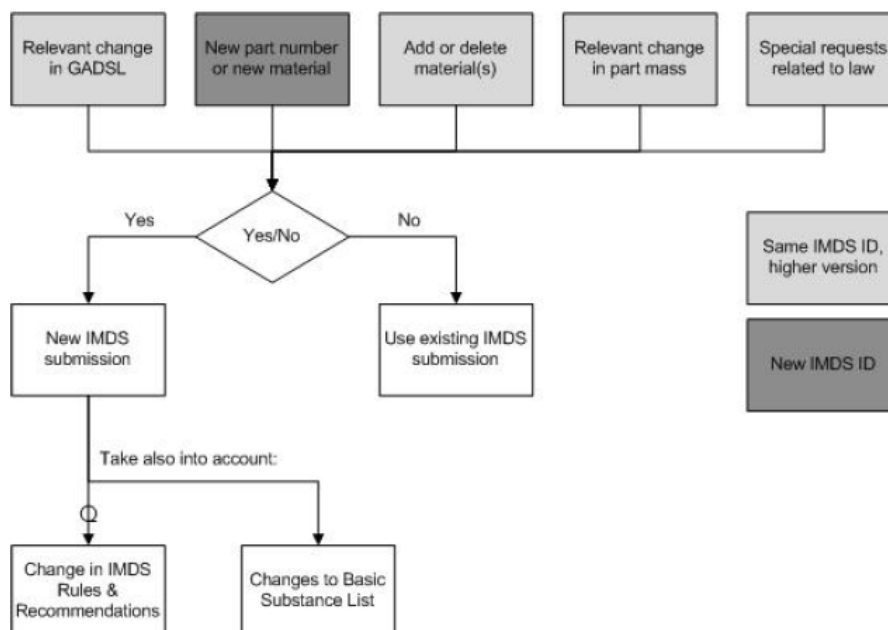 Relevant change
in GADSL
New part number
or new material
Add or delete
material(s)
Relevant change
in part mass
Special requests
related to law
Yes
Yes/No
No
Same IMDS ID,
higher version
New IMDS
submission
Use existing IMDS
submission
New IMDS ID
Take also into account:
Change in IMDS
Rules &
Recommendations
Changes to Basic
Substance List